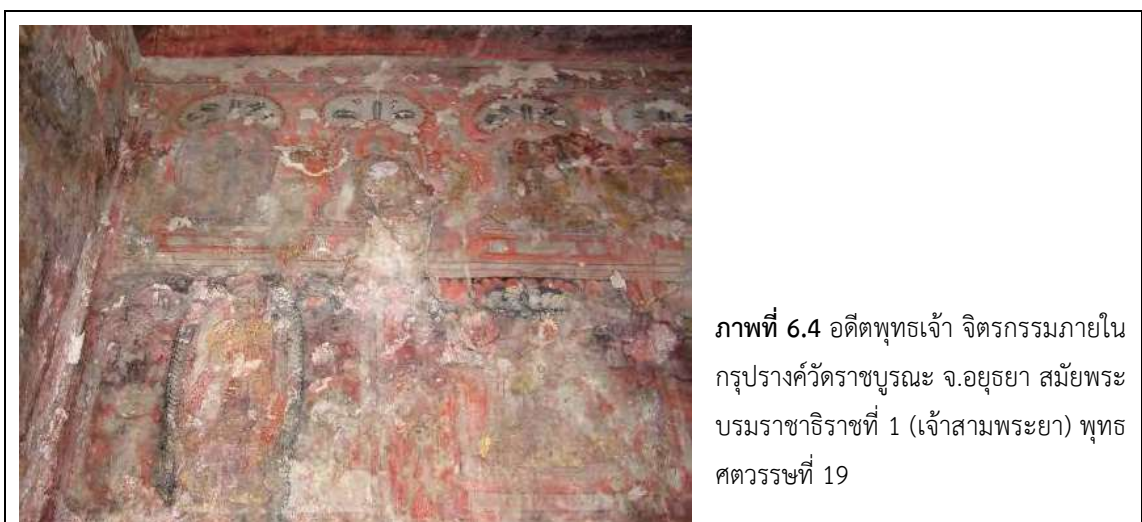 ภาพที่ 6.4 อดีตพุทธเจ้า จิตรกรรมภายใน
กรุปรางค์วัดราชบูรณะ จ.อยุธยา สมัยพระ
บรมราชาธิราชที่ 1 (เจ้าสามพระยา) พุทธ
ศตวรรษที่ 19